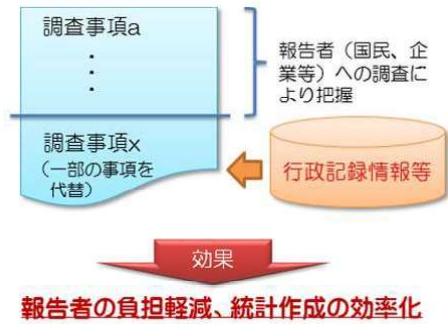 調査事項a
・
・
・
報告者（国民、企
業等）への調査に
より把握
調査事項x
（一部の事項を
代替）
行政記録情報等
効果
報告者の負担軽減、統計作成の効率化